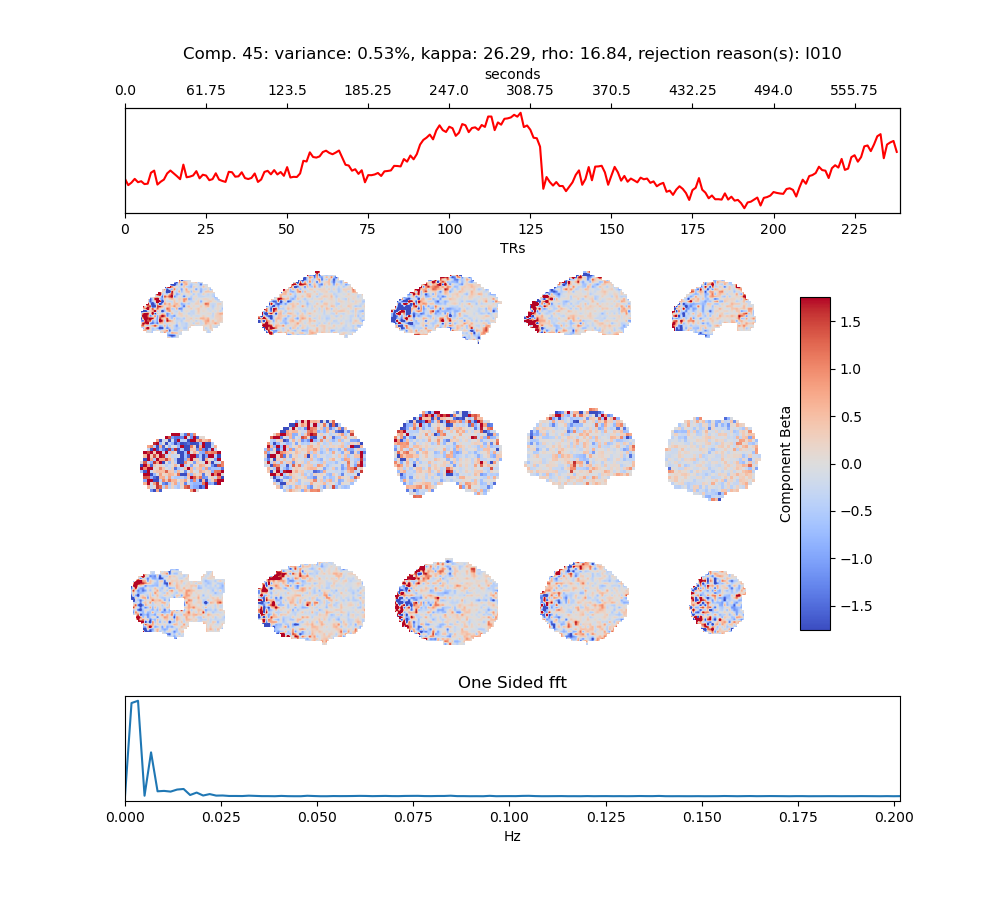 Comp. 45: variance: 0.53%, kappa: 26.29, rho: 16.84, rejection reason(s): I010
seconds
0.0 61.75 123.5 185.25 247.0 308.75 370.5 432.25 494.0 555.75
0 25 50 75 100 125 150 175 200 225
TRs
1.5
1.0
0.5
0.0
−0.5
−1.0
−1.5
Component Beta
One Sided fft
0.000 0.025 0.050 0.075 0.100 0.125 0.150 0.175 0.200
Hz